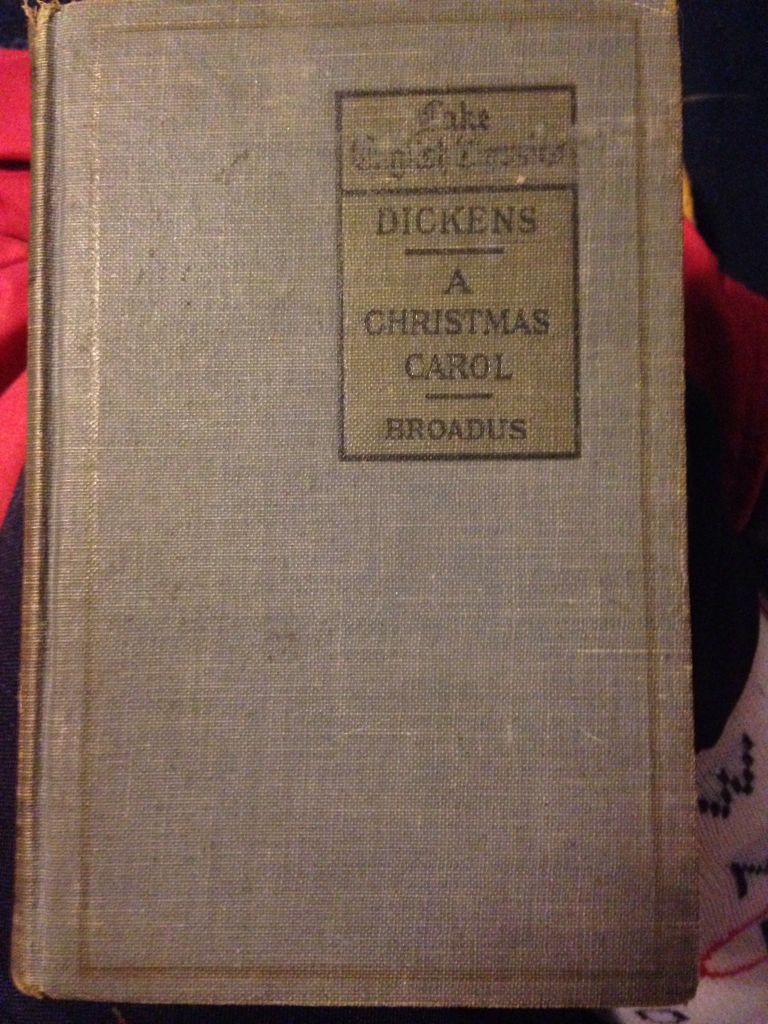 Lake
English Classics
DICKENS
A
CHRISTMAS
CAROL
BROADUS